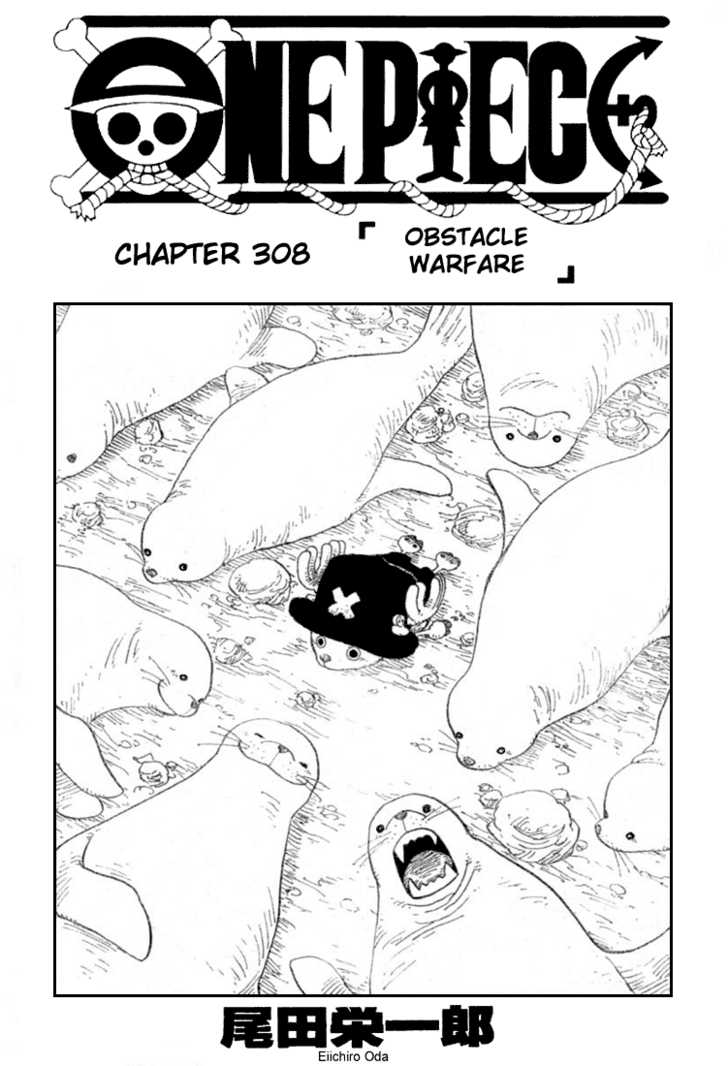 ONE PIECE
CHAPTER 308
「 OBSTACLE
WARFARE 」
尾田栄一郎
Eiichiro Oda